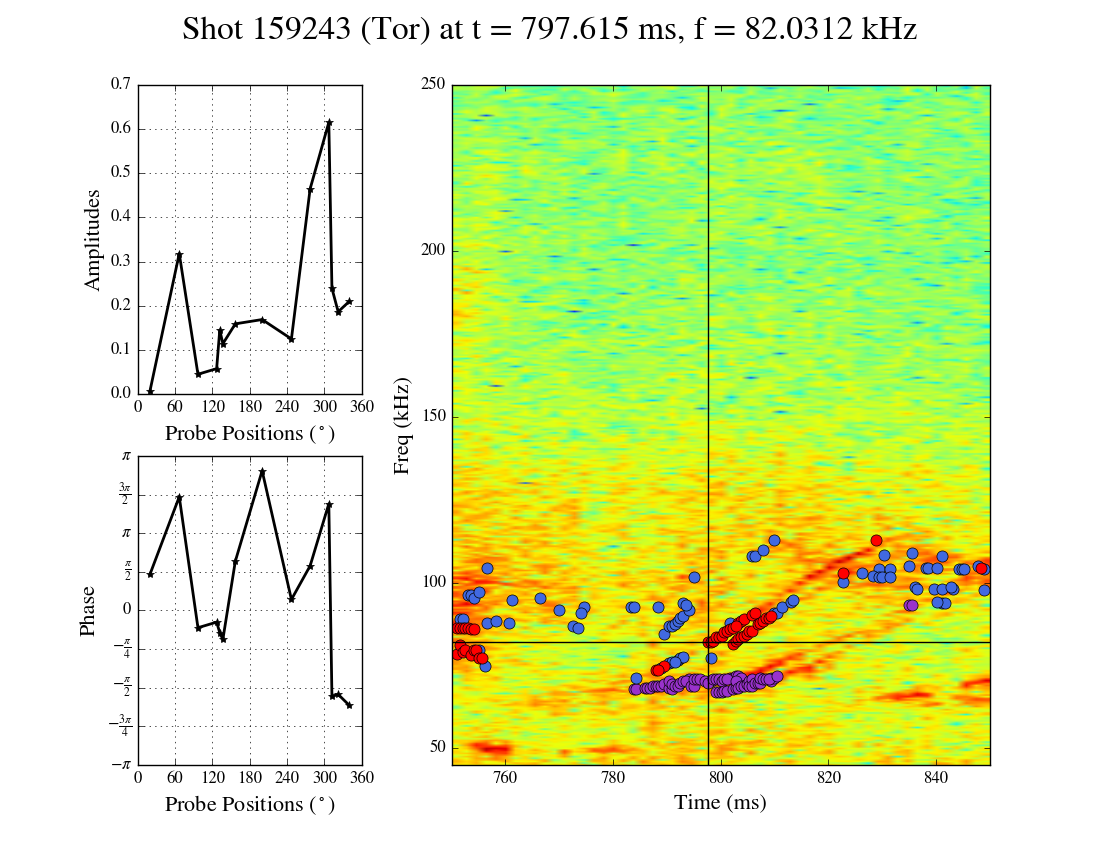 Shot 159243 (Tor) at t = 797.615 ms, f = 82.0312 kHz
0.7
0.6
0.5
0.4
0.3
0.2
0.1
0.0
Amplitudes
0 60 120 180 240 300 360
Probe Positions (°)
π
3π/2
π
π/2
0
−π/4
−π/2
−3π/4
−π
Phase
0 60 120 180 240 300 360
Probe Positions (°)
250
200
150
100
50
Freq (kHz)
760 780 800 820 840
Time (ms)